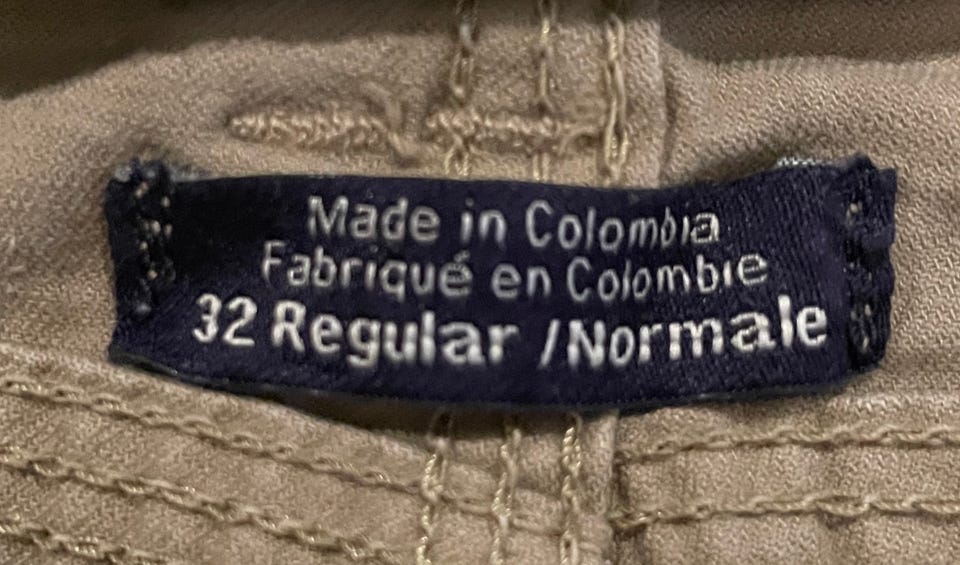 Made in Colombia
Fabriqué en Colombie
32 Regular /Normale